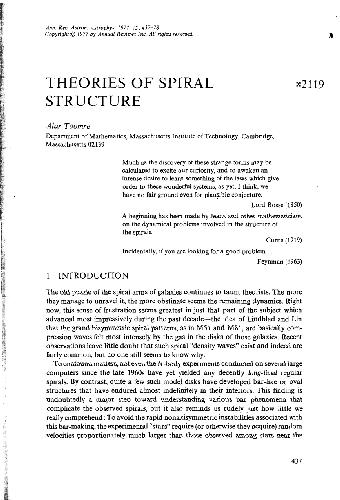 Ann. Rev. Astron. Astrophys. 1977. 15: 437-78
Copyright © 1977 by Annual Reviews Inc. All rights reserved
THEORIES OF SPIRAL
×2119
STRUCTURE
Alar Toomre
Department of Mathematics, Massachusetts Institute of Technology, Cambridge,
Massachusetts 02139
Much as the discovery of these strange forms may be
calculated to excite our curiosity, and to awaken an
intense desire to learn something of the laws which give
order to these wonderful systems, as yet, I think, we
have no fair ground even for plausible conjecture.
Lord Rosse (1850)
A beginning has been made by Jeans and other mathematicians
on the dynamical problems involved in the structure of
the spirals.
Curtis (1919)
Incidentally, if you are looking for a good problem
Feynman (1963)
1 INTRODUCTION
The old puzzle of the spiral arms of galaxies continues to taunt theorists. The more
they manage to unravel it, the more obstinate seems the remaining dynamics. Right
now, this sense of frustration seems greatest in just that part of the subject which
advanced most impressively during the past decade—the idea of Lindblad and Lin
that the grand bisymmetric spiral patterns, as in M51 and M81, are basically com-
pression waves felt most intensely by the gas in the disks of those galaxies. Recent
observations leave little doubt that such spiral "density waves" exist and indeed are
fairly common, but no one still seems to know why.
To confound matters, not even the N-body experiments conducted on several large
computers since the late 1960s have yet yielded any decently long-lived regular
spirals. By contrast, quite a few such model disks have developed bar-like or oval
structures that have endured almost indefinitely in their interiors. This finding is
undoubtedly a major step toward understanding various bar phenomena that
complicate the observed spirals, but it also reminds us rudely just how little we
really comprehend: To avoid the rapid nonaxisymmetric instabilities associated with
this bar-making, the experimental "stars" require (or otherwise they acquire) random
velocities proportionately much larger than those observed among stars near the
437